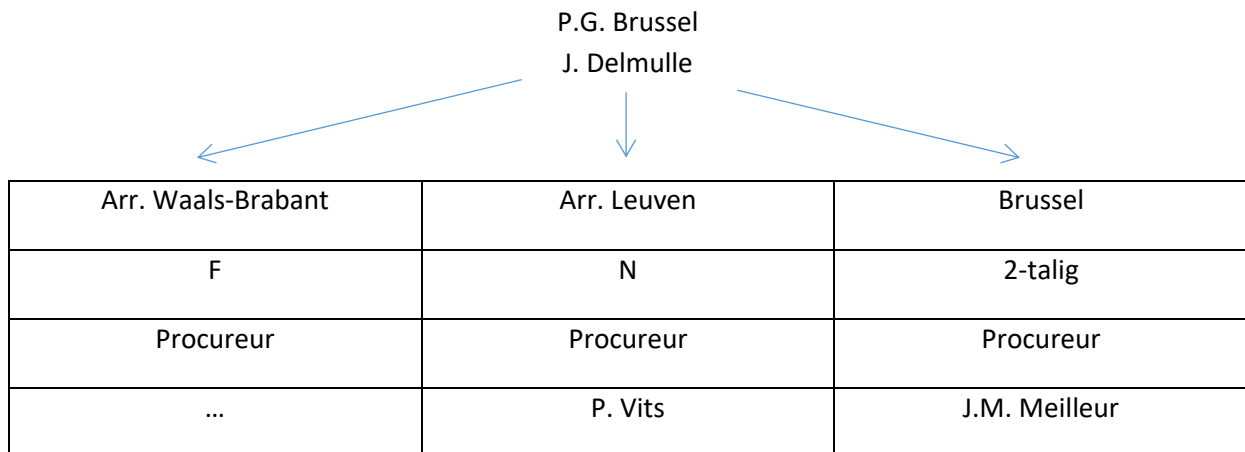 P.G. Brussel
J. Delmulle
Arr. Waals-Brabant Arr. Leuven Brussel
F N 2-talig
Procureur Procureur Procureur
… P. Vits J.M. Meilleur